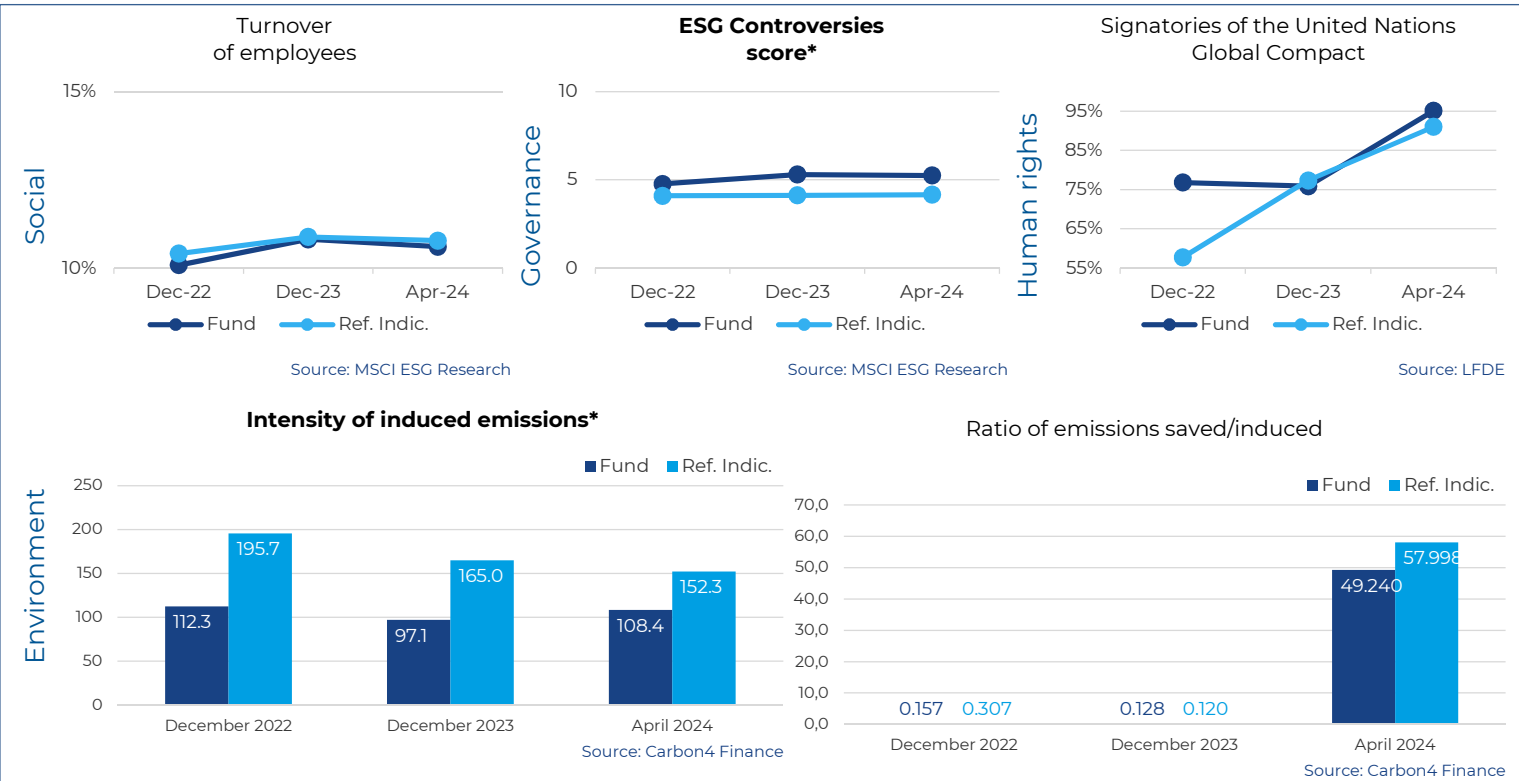 Turnover
of employees
Social
15%
10%
Dec-22 Dec-23 Apr-24
Fund Ref. Indic.
Source: MSCI ESG Research
ESG Controversies
score*
Governance
10
5
0
Dec-22 Dec-23 Apr-24
Fund Ref. Indic.
Source: MSCI ESG Research
Signatories of the United Nations
Global Compact
Human rights
95%
85%
75%
65%
55%
Dec-22 Dec-23 Apr-24
Fund Ref. Indic.
Source: LFDE
Intensity of induced emissions*
Environment
Fund Ref. Indic.
250
200
150
100
50
0
112.3 195.7
97.1 165.0
108.4 152.3
December 2022 December 2023 April 2024
Source: Carbon4 Finance
Ratio of emissions saved/induced
Fund Ref. Indic.
70,0
60,0
50,0
40,0
30,0
20,0
10,0
0,0
0.157 0.307
0.128 0.120
49.240 57.998
December 2022 December 2023 April 2024
Source: Carbon4 Finance